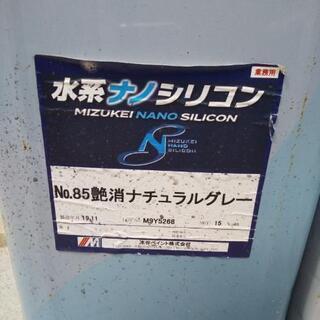 業務用
水系ナノシリコン
MIZUKEI NANO SILICON
MIZUKEI
NANO
SILICON
No.85艶消ナチュラルグレー
19.11
M9Y5268
15
水谷ペイント株式会社